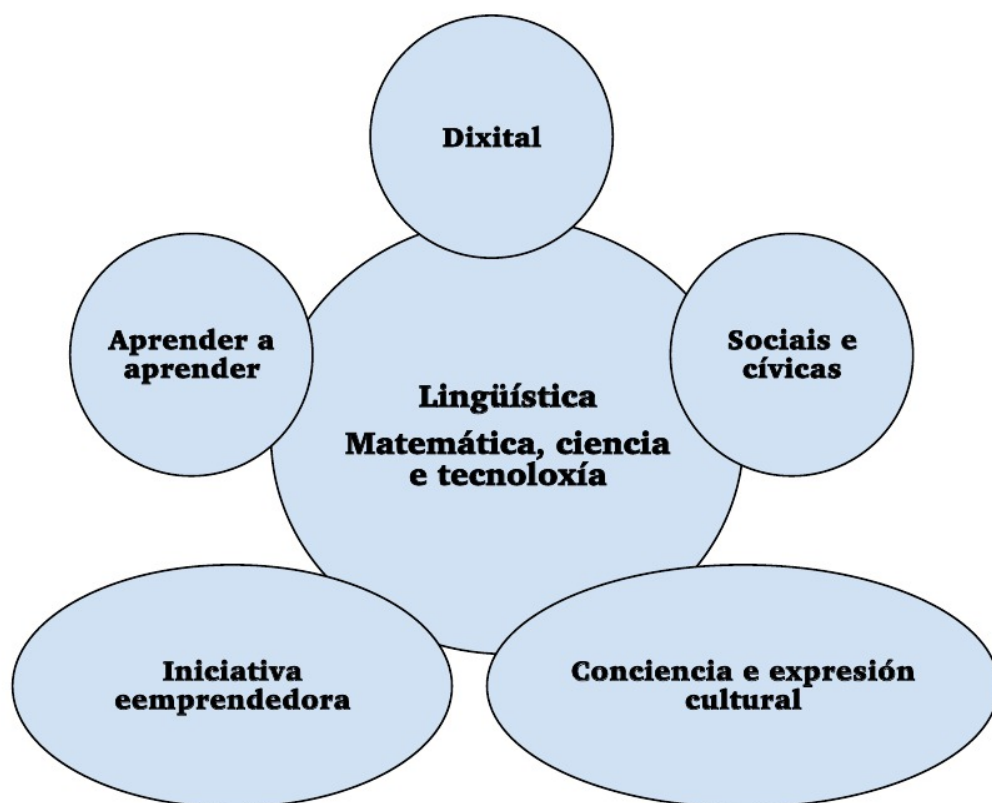 Dixital
Aprender a
aprender
Sociais e
cívicas
Lingüística
Matemática, ciencia
e tecnoloxía
Iniciativa
eemprendedora
Conciencia e expresión
cultural